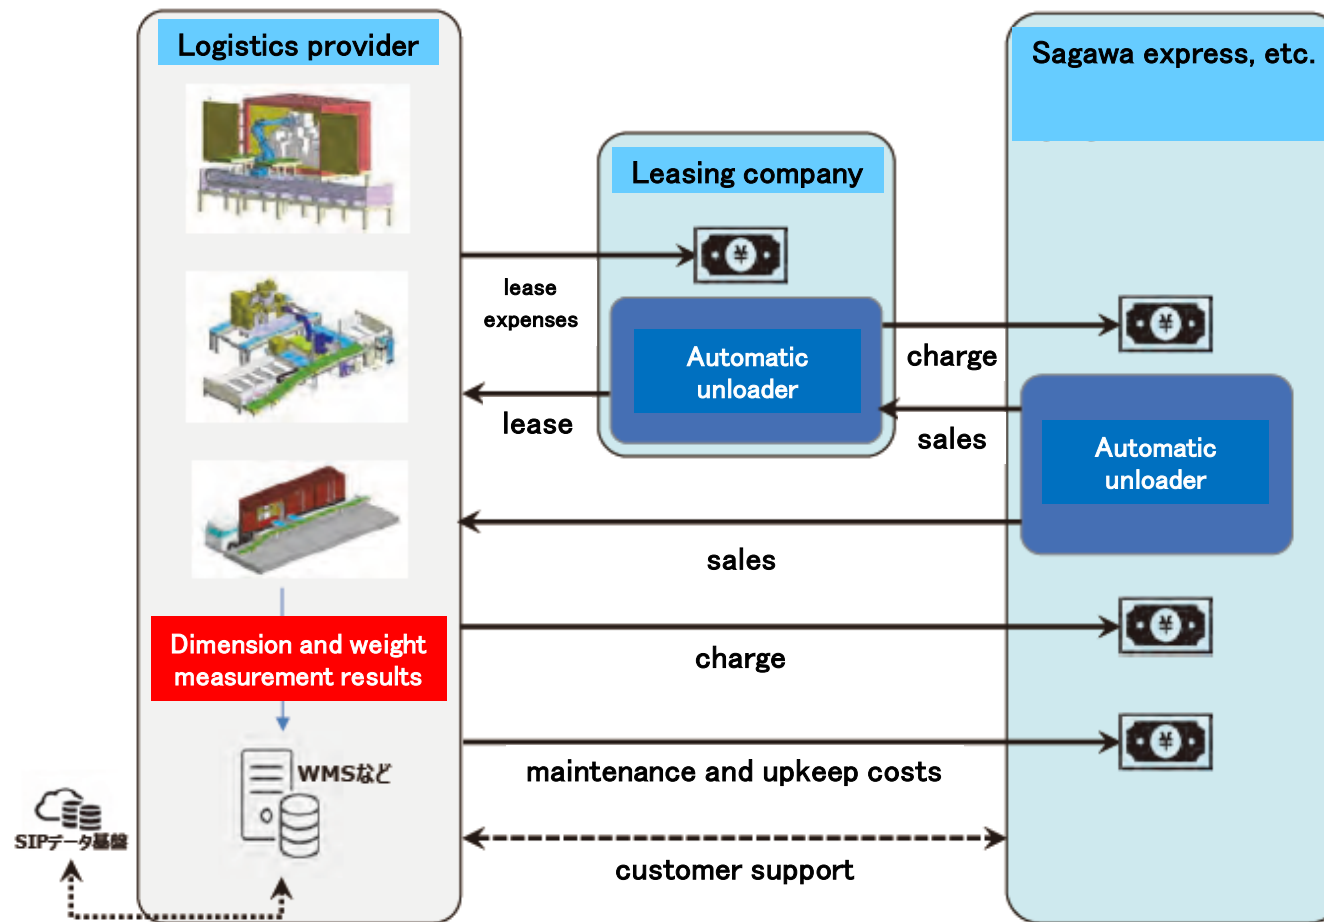 Logistics provider
Sagawa express, etc.
Leasing company
¥
lease
expenses
¥
Automatic
unloader
charge
lease
sales
Automatic
unloader
sales
Dimension and weight
measurement results
¥
charge
¥
WMSなど
maintenance and upkeep costs
SIPデータ基盤
customer support